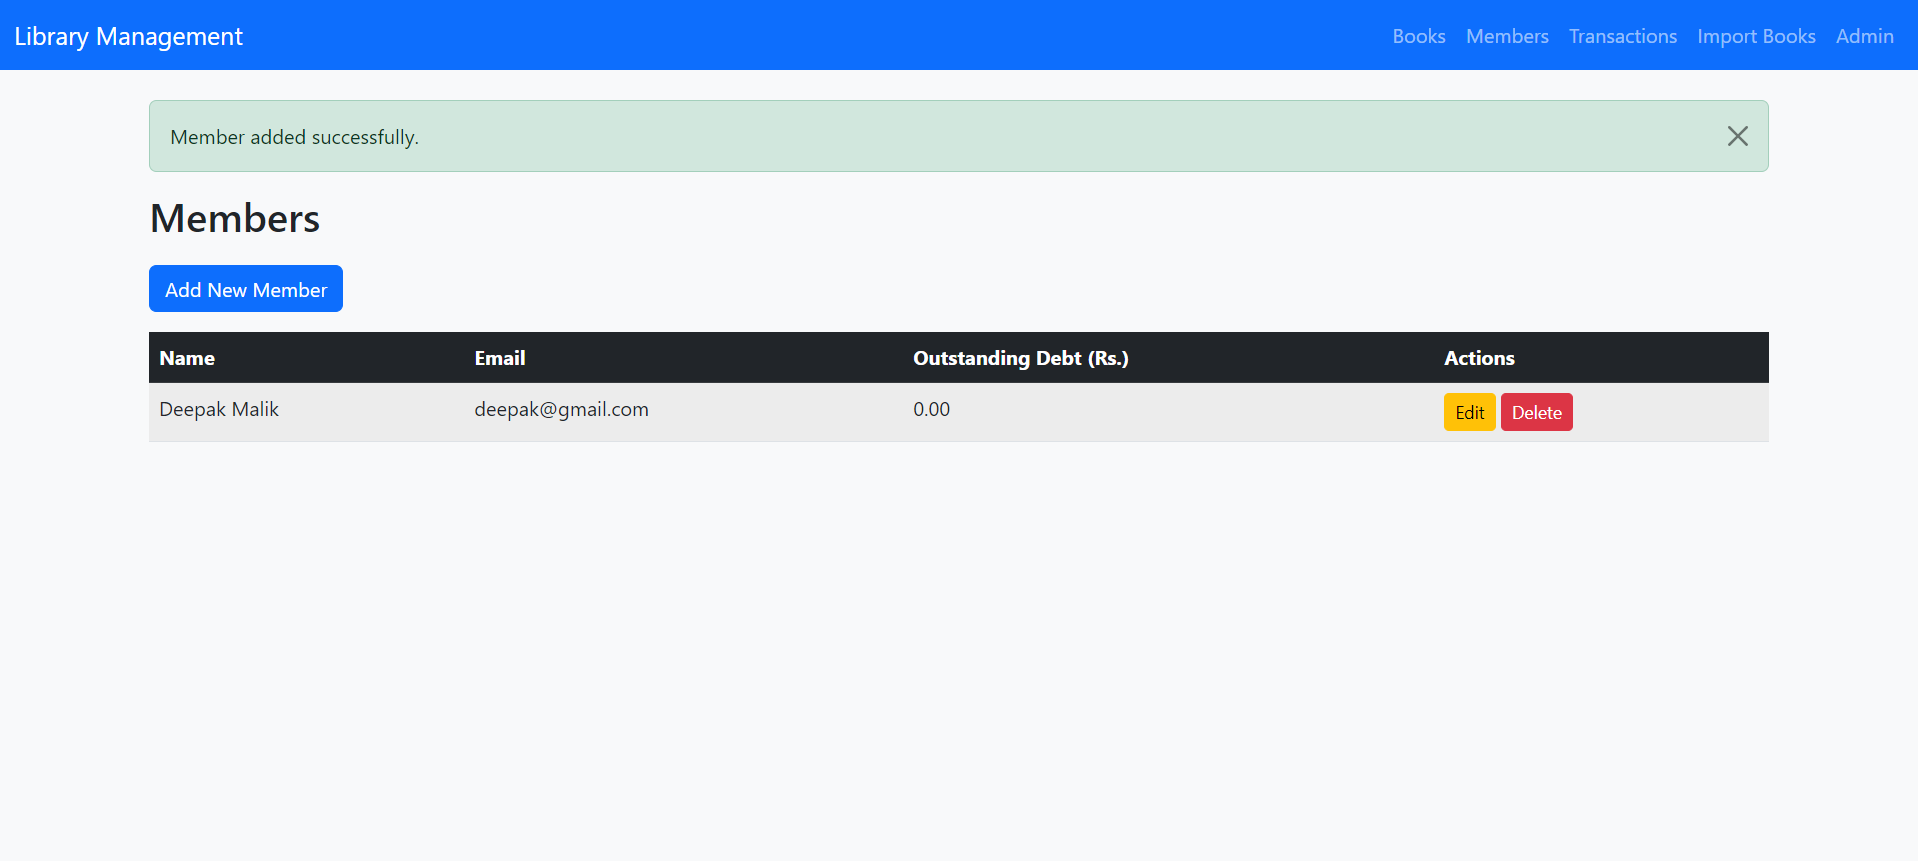 Library Management Books Members Transactions Import Books Admin
Member added successfully.
Members
Add New Member
Name Email Outstanding Debt (Rs.) Actions
Deepak Malik deepak@gmail.com 0.00 Edit Delete